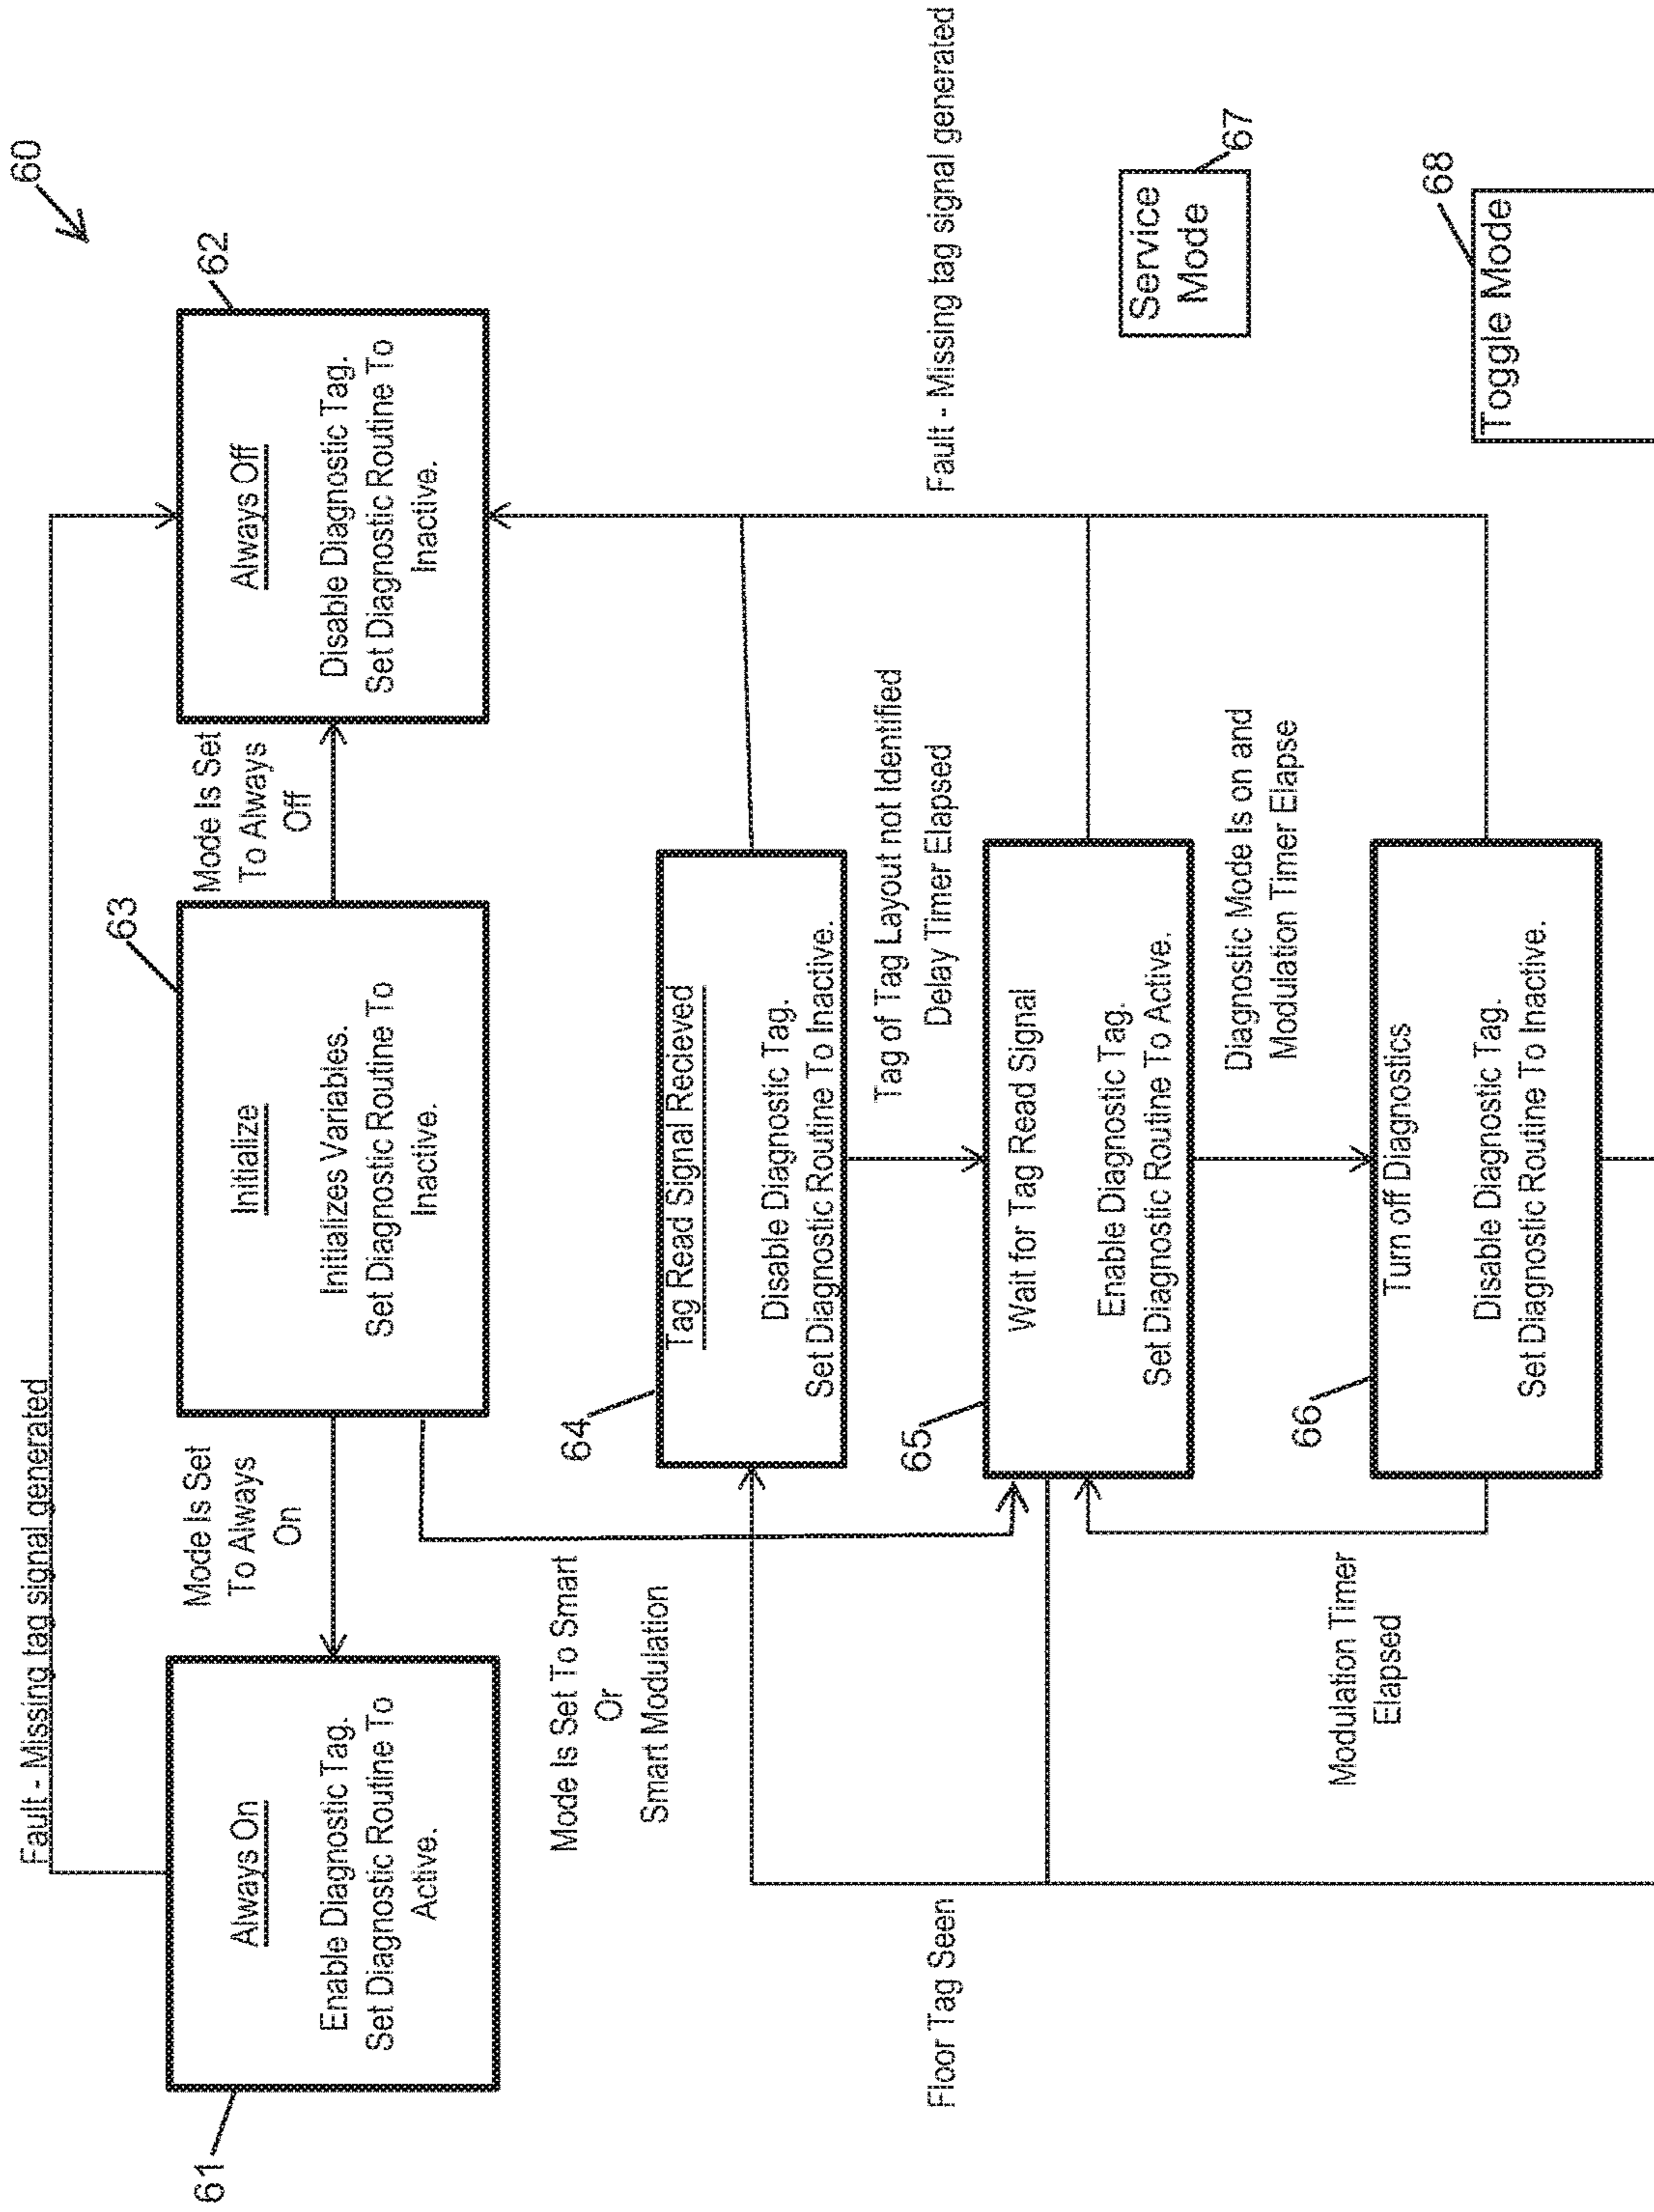 60
Fault - Missing tag signal generated
61
Always On
Enable Diagnostic Tag.
Set Diagnostic Routine To
Active.
Mode Is Set
To Always
On
63
Initialize
Initializes Variables.
Set Diagnostic Routine To
Inactive.
Mode Is Set
To Always
Off
62
Always Off
Disable Diagnostic Tag.
Set Diagnostic Routine To
Inactive.
Mode Is Set To Smart
Or
Smart Modulation
64
Tag Read Signal Recieved
Disable Diagnostic Tag.
Set Diagnostic Routine To Inactive.
Tag of Tag Layout not Identified
Delay Timer Elapsed
Fault - Missing tag signal generated
Floor Tag Seen
65
Wait for Tag Read Signal
Enable Diagnostic Tag.
Set Diagnostic Routine To Active.
Service
Mode
67
Diagnostic Mode Is on and
Modulation Timer Elapse
Modulation Timer
Elapsed
66
Turn off Diagnostics
Disable Diagnostic Tag.
Set Diagnostic Routine To Inactive.
68
Toggle Mode